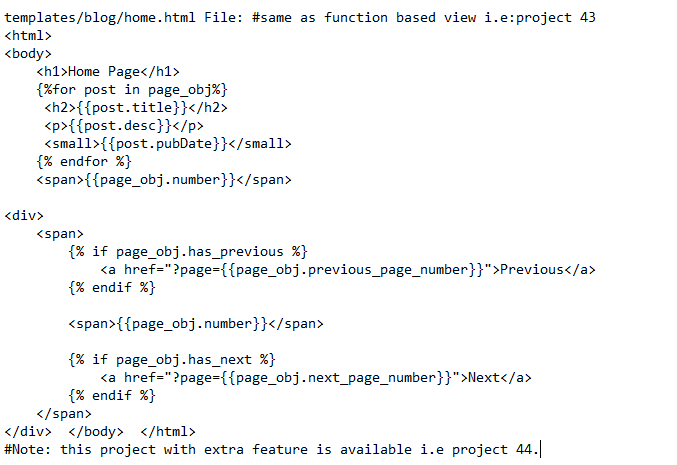 templates/blog/home.html File: #same as function based view i.e:project 43
<html>
<body>
    <h1>Home Page</h1>
    {%for post in page_obj%}
     <h2>{{post.title}}</h2>
     <p>{{post.desc}}</p>
     <small>{{post.pubDate}}</small>
    {% endfor %}
    <span>{{page_obj.number}}</span>

<div>
    <span>
        {% if page_obj.has_previous %}
            <a href="?page={{page_obj.previous_page_number}}">Previous</a>
        {% endif %}

        <span>{{page_obj.number}}</span>

        {% if page_obj.has_next %}
            <a href="?page={{page_obj.next_page_number}}">Next</a>
        {% endif %}
    </span>
</div>  </body>  </html>
#Note: this project with extra feature is available i.e project 44.